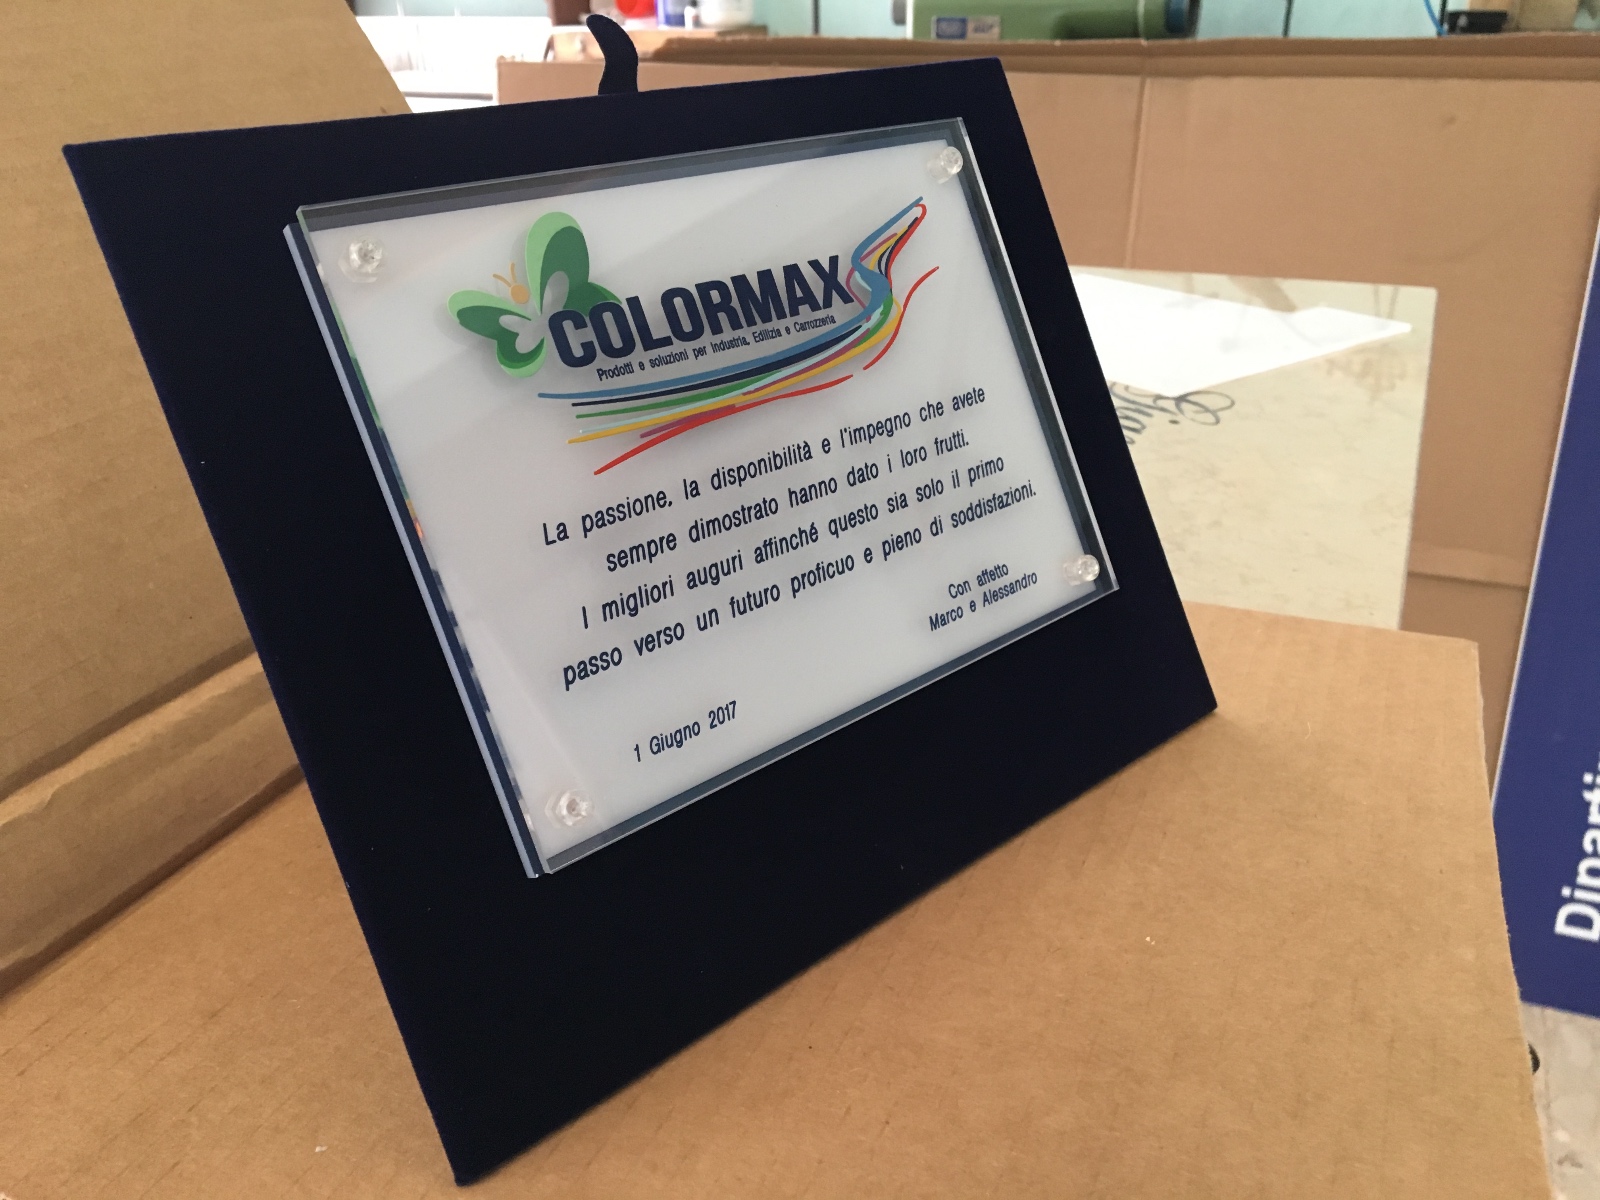 COLORMAX
Prodotti e soluzioni per Industria, Edilizia e Carrozzeria
La passione, la disponibilità e l'impegno che avete
sempre dimostrato hanno dato i loro frutti.
I migliori auguri affinché questo sia solo il primo
passo verso un futuro proficuo e pieno di soddisfazioni.
Con affetto
Marco e Alessandro
1 Giugno 2017